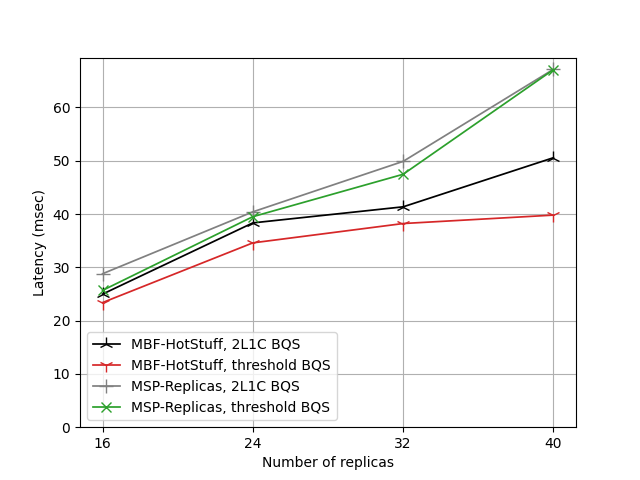 60
50
40
30
20
10
0
Latency (msec)
MBF-HotStuff, 2L1C BQS
MBF-HotStuff, threshold BQS
MSP-Replicas, 2L1C BQS
MSP-Replicas, threshold BQS
16 24 32 40
Number of replicas